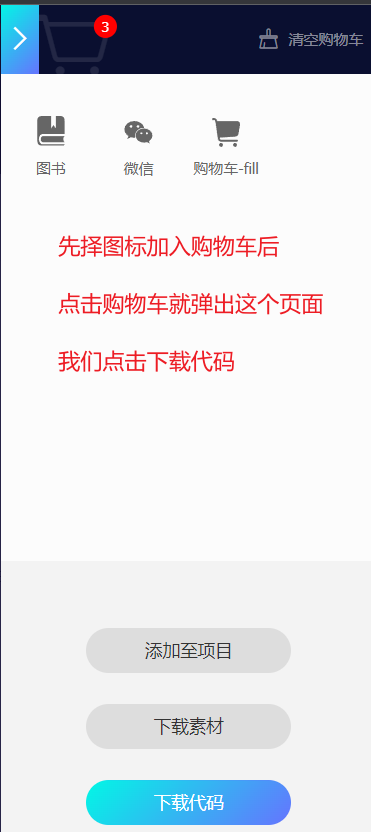 3
清空购物车
图书
微信
购物车-fill
先择图标加入购物车后
点击购物车就弹出这个页面
我们点击下载代码
添加至项目
下载素材
下载代码